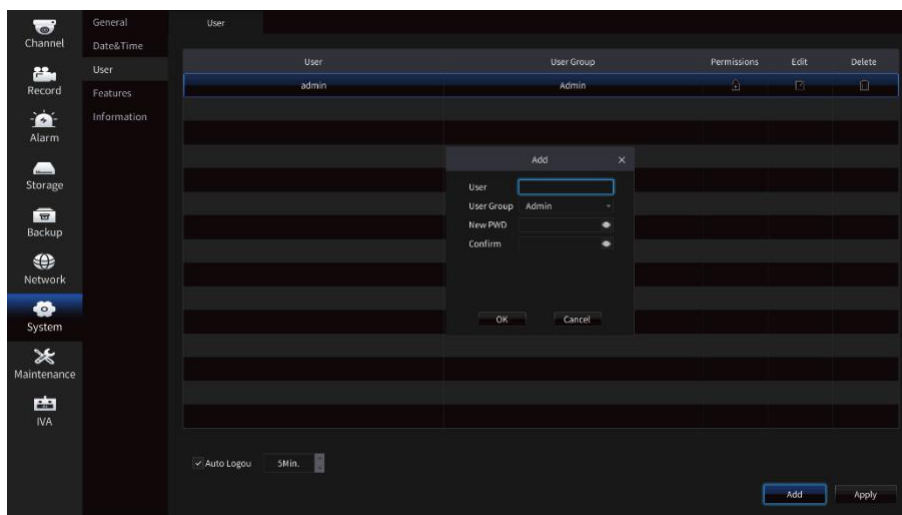 Channel
Record
Alarm
Storage
Backup
Network
System
Maintenance
IVA
General
Date&Time
User
Features
Information
User
User User Group Permissions Edit Delete
admin Admin
Add
User
User Group Admin
New PWD
Confirm
OK Cancel
Auto Logou 5Min.
Add Apply